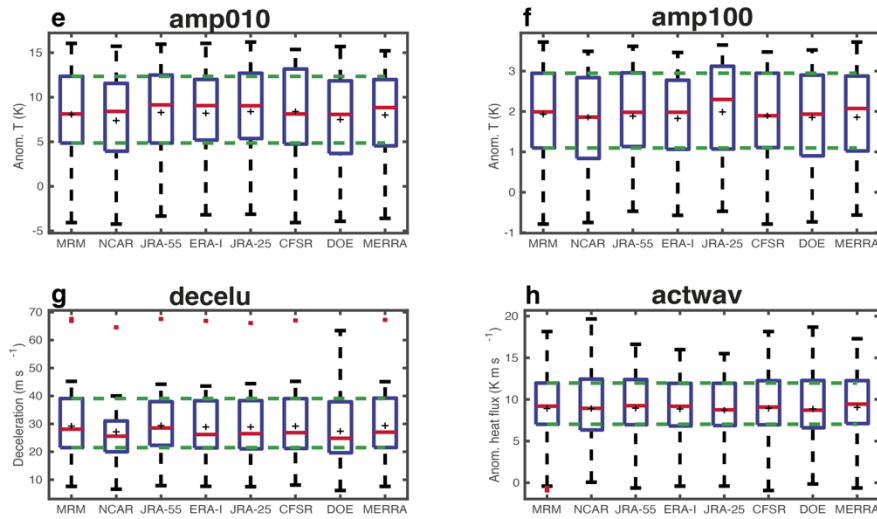 e
amp010
Anom. T (K)
15
10
5
0
-5
MRM NCAR JRA-55 ERA-I JRA-25 CFSR DOE MERRA
f
amp100
Anom. T (K)
3
2
1
0
-1
MRM NCAR JRA-55 ERA-I JRA-25 CFSR DOE MERRA
g
decelu
Deceleration (m s⁻¹)
70
60
50
40
30
20
10
MRM NCAR JRA-55 ERA-I JRA-25 CFSR DOE MERRA
h
actwav
Anom. heat flux (K m s⁻¹)
20
15
10
5
0
MRM NCAR JRA-55 ERA-I JRA-25 CFSR DOE MERRA